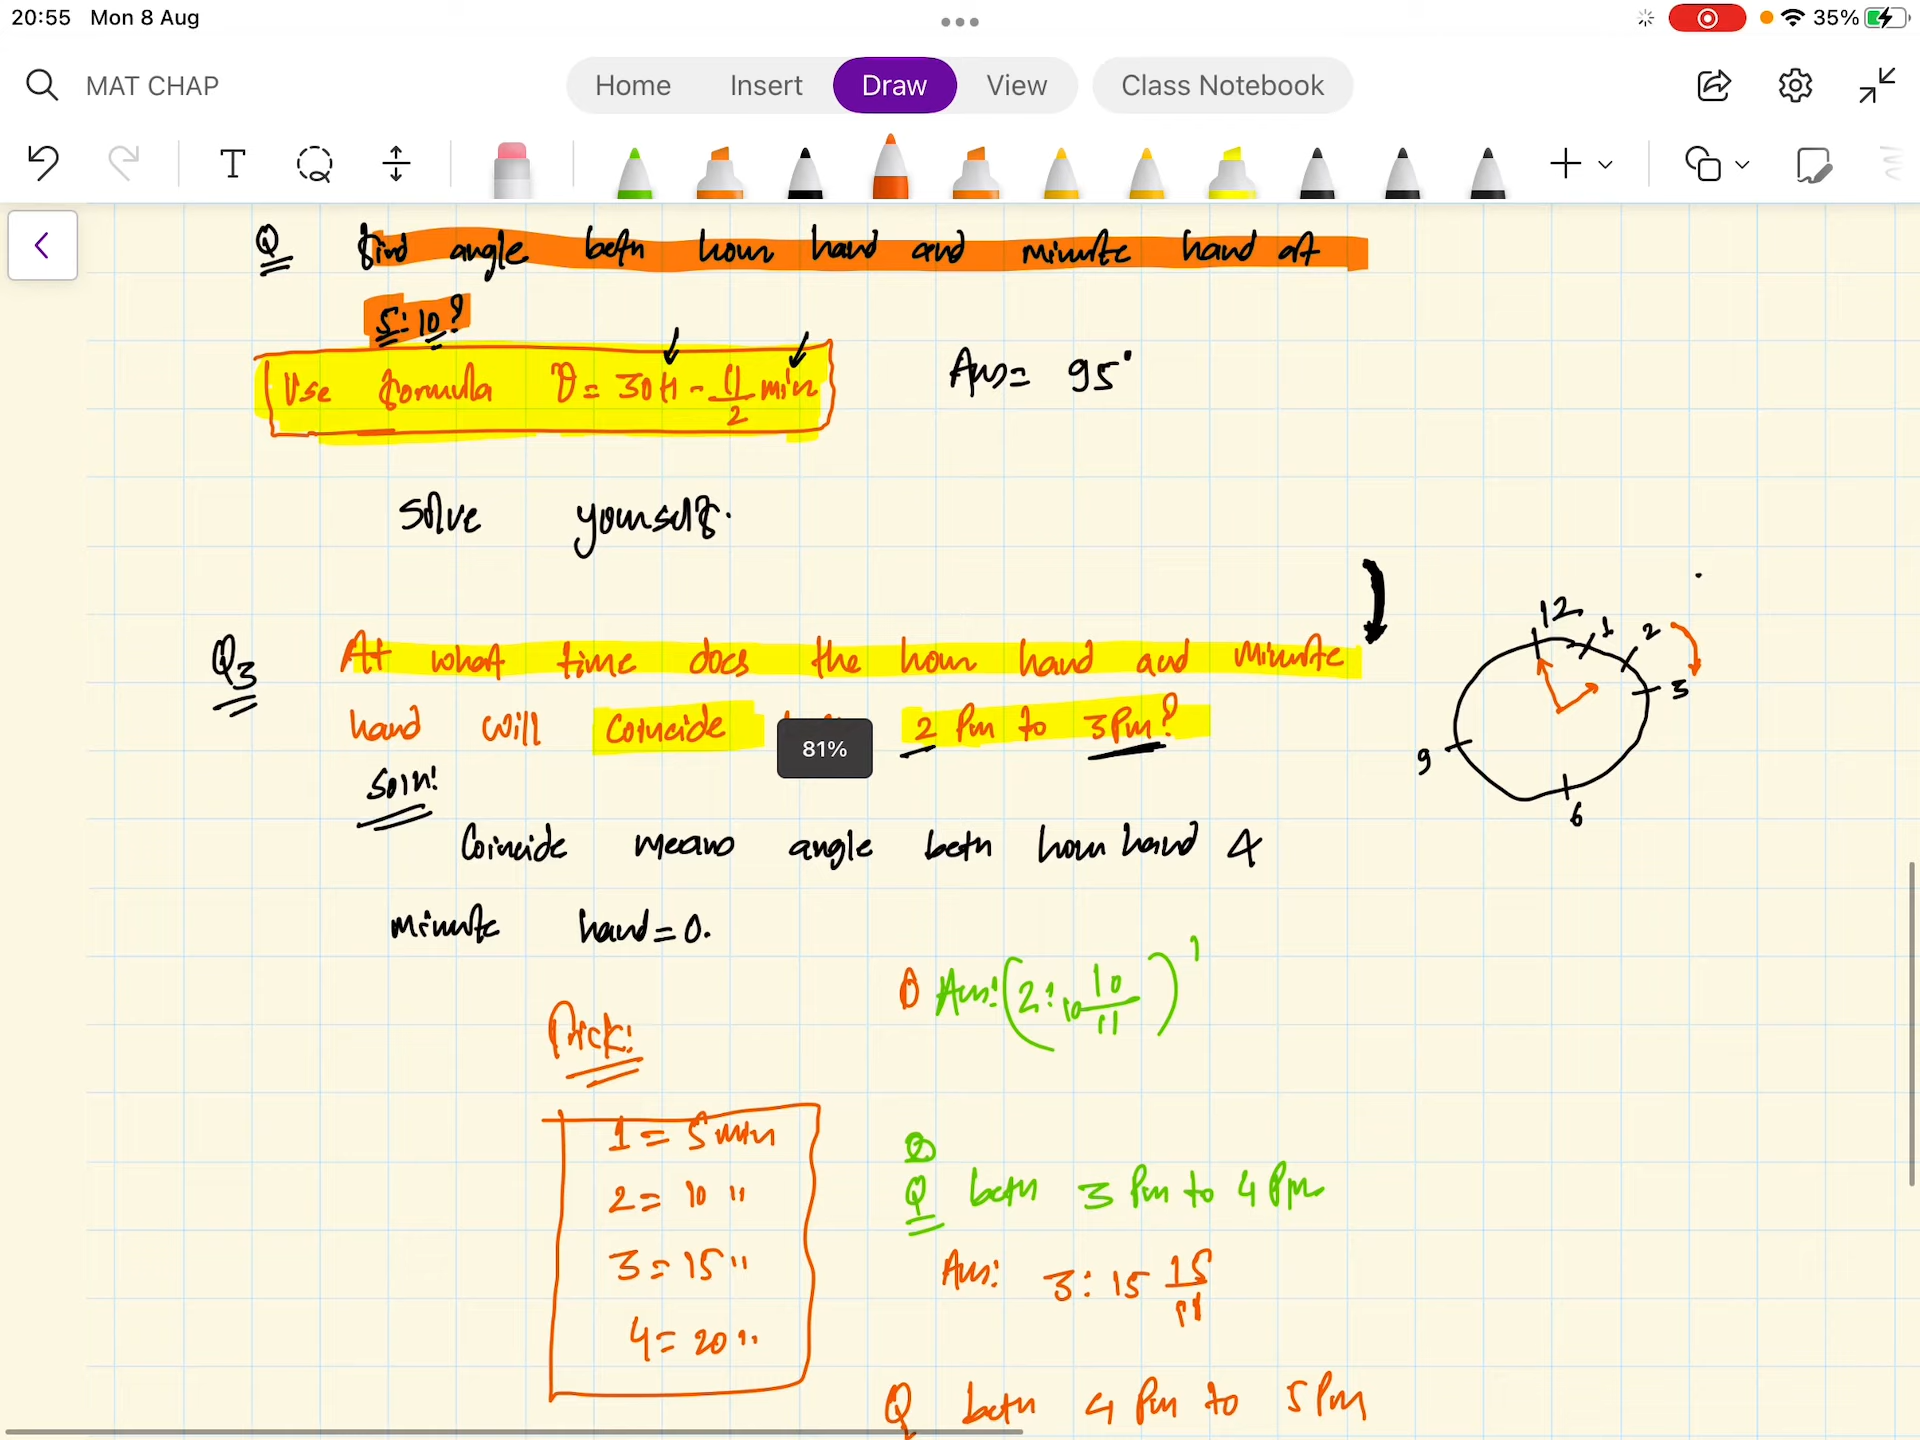 20:55 Mon 8 Aug
35%
MAT CHAP
Home Insert Draw View Class Notebook
T
Q find angle betn hour hand and minute hand at
5:10?
Use formula θ = 30H - 11/2 min
Ans = 95°
Solve yourself.
Q3 At what time does the hour hand and minute
hand will Coincide 2 Pm to 3 Pm?
81%
12
1
2
3
6
9
Soln:
Coincide means angle betn hour hand &
minute hand = 0.
Ans: (2: 10 10/11)'
Trick:
1 = 5 min
2 = 10 "
3 = 15 "
4 = 20 "
Q betn 3 Pm to 4 Pm
Ans: 3: 15 15/11
Q betn 4 Pm to 5 Pm